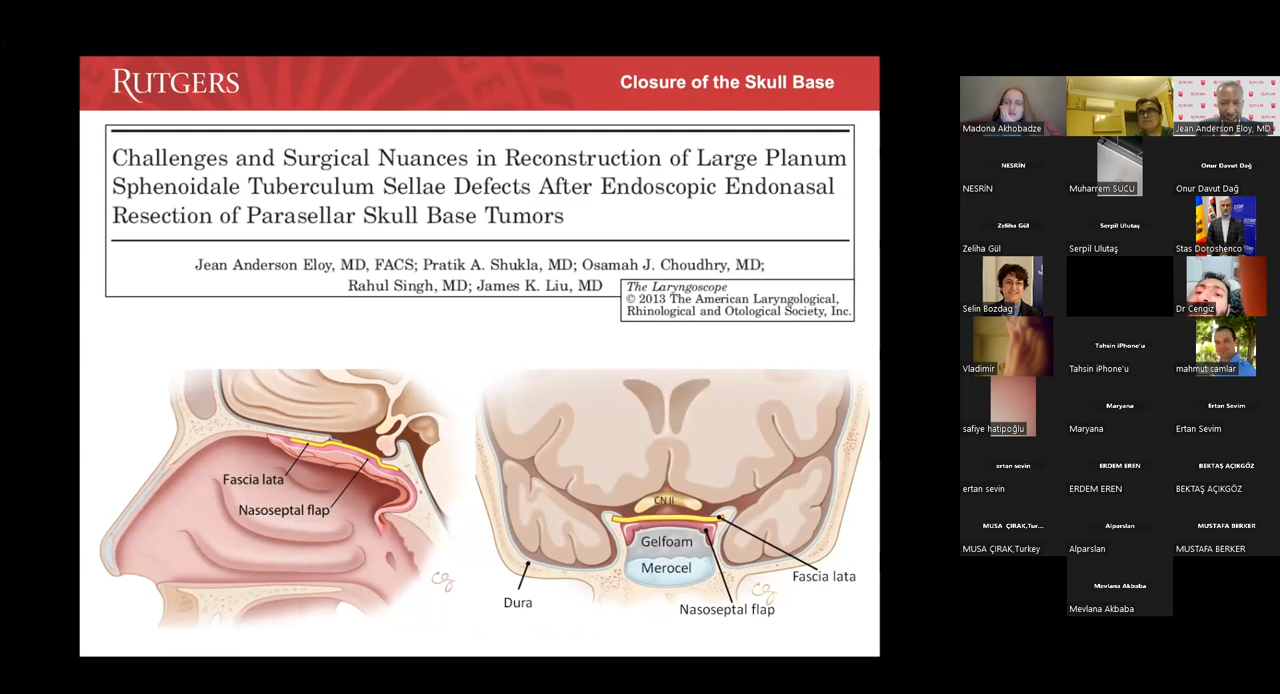 RUTGERS
Closure of the Skull Base
Challenges and Surgical Nuances in Reconstruction of Large Planum
Sphenoidale Tuberculum Sellae Defects After Endoscopic Endonasal
Resection of Parasellar Skull Base Tumors
Jean Anderson Eloy, MD, FACS; Pratik A. Shukla, MD; Osamah J. Choudhry, MD;
Rahul Singh, MD; James K. Liu, MD
The Laryngoscope
© 2013 The American Laryngological,
Rhinological and Otological Society, Inc.
Fascia lata
Nasoseptal flap
CN II
Gelfoam
Merocel
Fascia lata
Dura
Nasoseptal flap
Madona Akhobadze
Jean Anderson Eloy, MD
NESRİN
NESRİN
Muharrem SUCU
Onur Davut Dağ
Onur Davut Dağ
Zeliha Gül
Zeliha Gül
Serpil Ulutaş
Serpil Ulutaş
Stas Doroshenco
Selin Bozdag
Dr Cengiz
Vladimir
Tahsin iPhone'u
Tahsin iPhone'u
mahmut camlar
safiye hatipoğlu
Maryana
Maryana
Ertan Sevim
Ertan Sevim
ertan sevin
ertan sevin
ERDEM EREN
ERDEM EREN
BEKTAŞ AÇIKGÖZ
BEKTAŞ AÇIKGÖZ
MUSA ÇIRAK,Tur...
MUSA ÇIRAK,Turkey
Alparslan
Alparslan
MUSTAFA BERKER
MUSTAFA BERKER
Mevlana Akbaba
Mevlana Akbaba